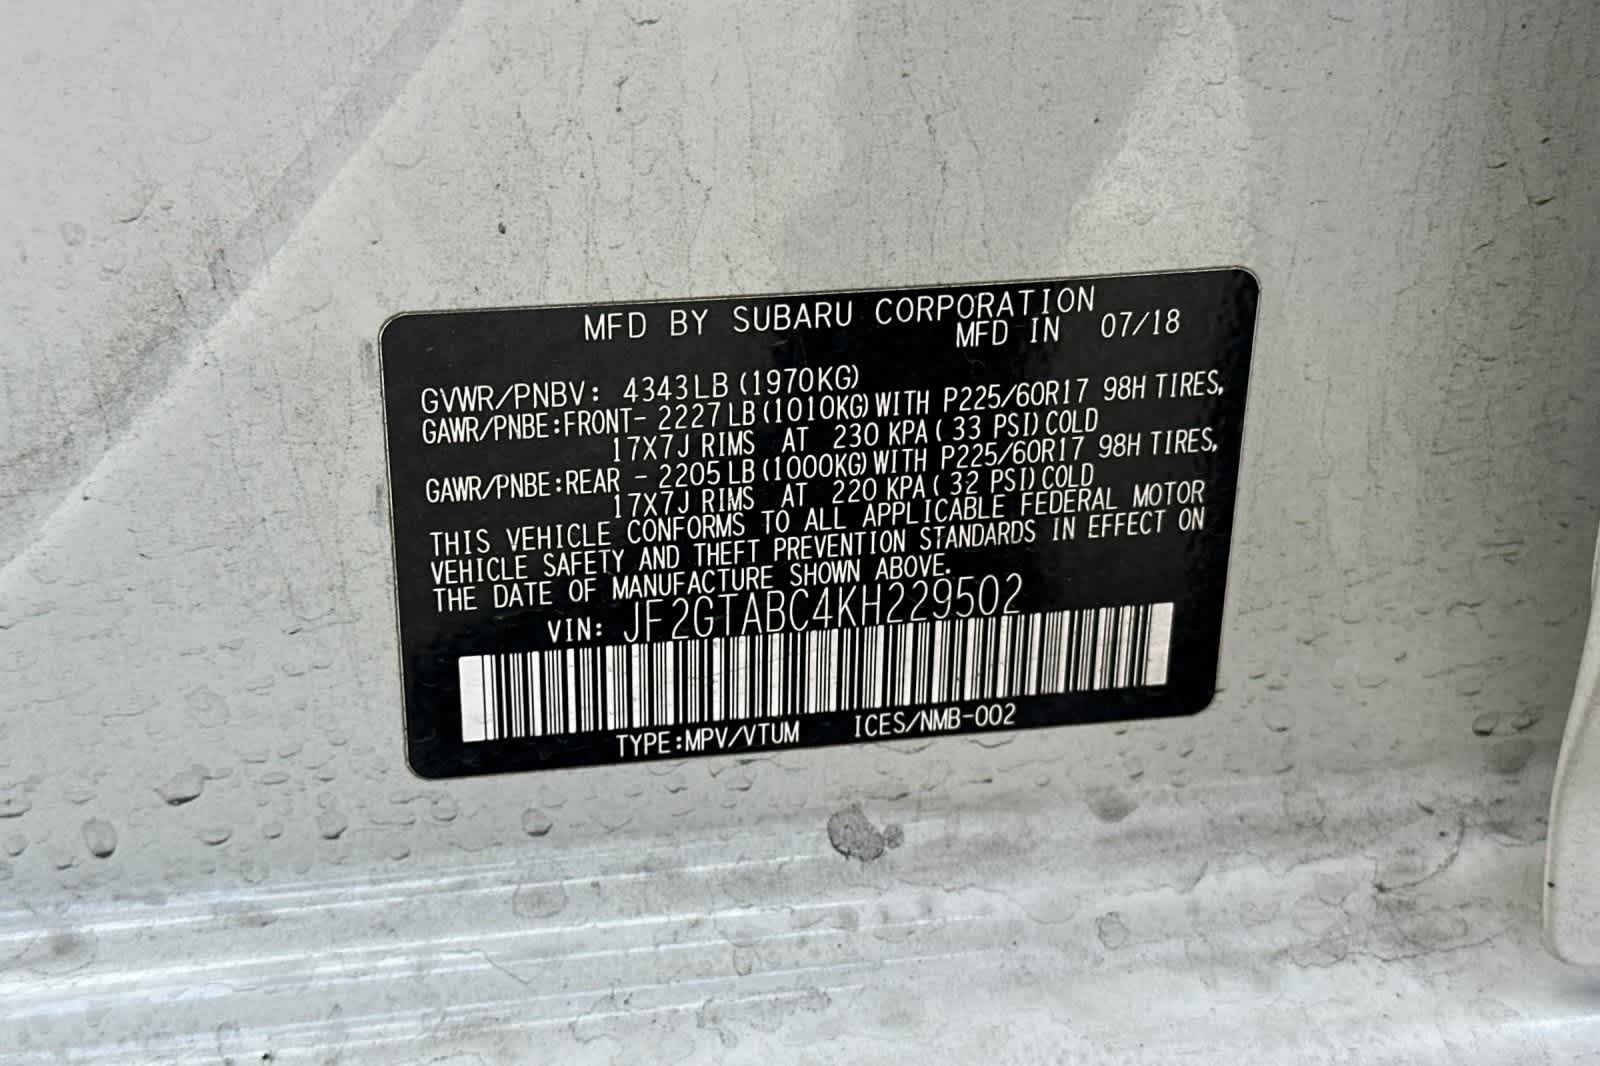 MFD BY SUBARU CORPORATION
MFD IN 07/18
GVWR/PNBV: 4343LB(1970KG)
GAWR/PNBE:FRONT- 2227LB(1010KG)WITH P225/60R17 98H TIRES,
17X7J RIMS AT 230 KPA( 33 PSI)COLD
GAWR/PNBE:REAR - 2205LB(1000KG)WITH P225/60R17 98H TIRES,
17X7J RIMS AT 220 KPA( 32 PSI)COLD
THIS VEHICLE CONFORMS TO ALL APPLICABLE FEDERAL MOTOR
VEHICLE SAFETY AND THEFT PREVENTION STANDARDS IN EFFECT ON
THE DATE OF MANUFACTURE SHOWN ABOVE.
VIN: JF2GTABC4KH229502
TYPE:MPV/VTUM ICES/NMB-002